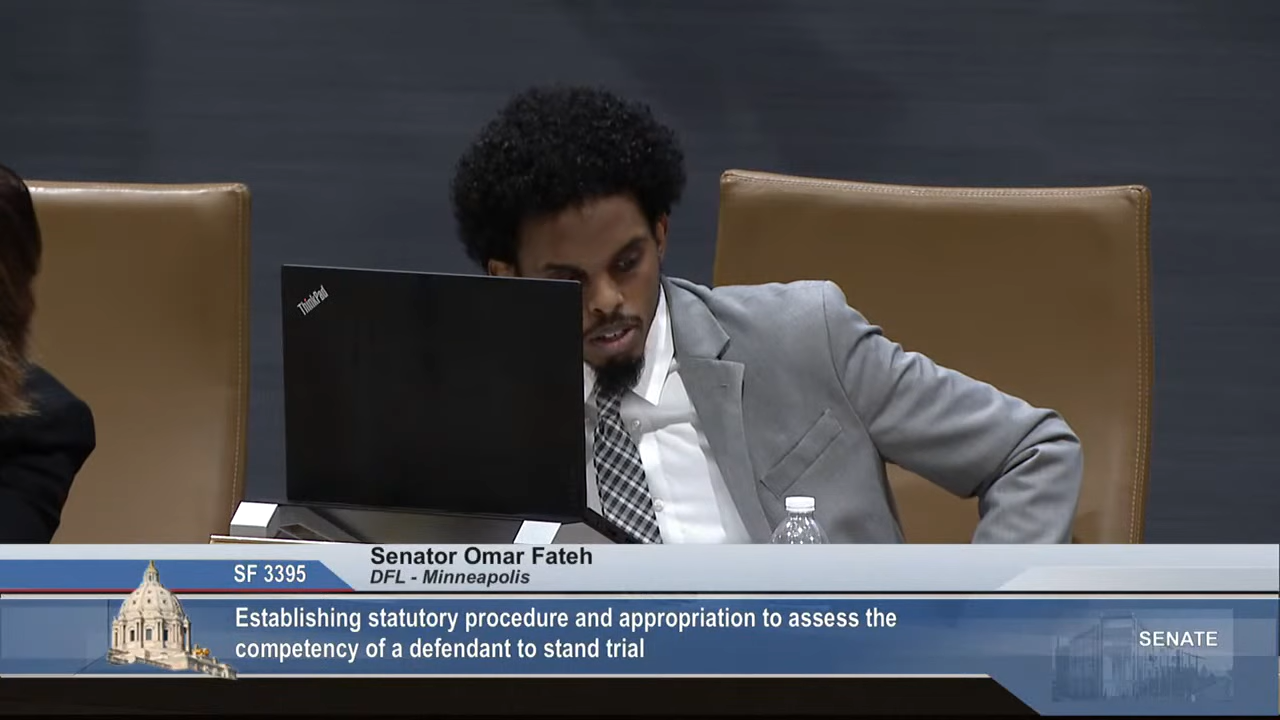 ThinkPad
Senator Omar Fateh
DFL - Minneapolis
SF 3395
Establishing statutory procedure and appropriation to assess the
competency of a defendant to stand trial
SENATE